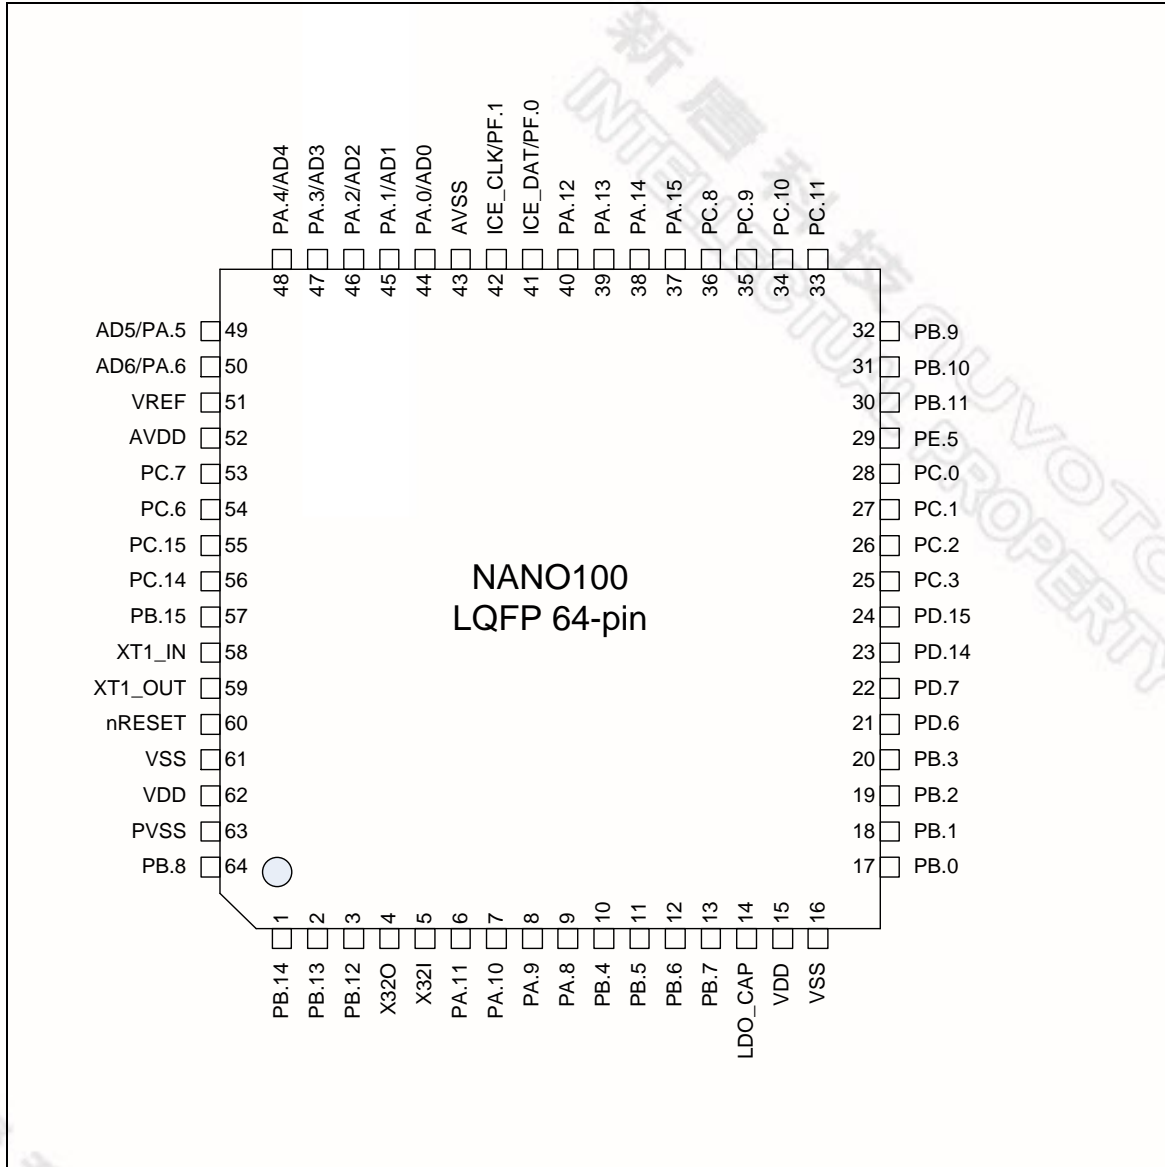 新唐科技 nuvoTo
INTELLECTUAL PROPERTY
PA.4/AD4
PA.3/AD3
PA.2/AD2
PA.1/AD1
PA.0/AD0
AVSS
ICE_CLK/PF.1
ICE_DAT/PF.0
PA.12
PA.13
PA.14
PA.15
PC.8
PC.9
PC.10
PC.11
48
47
46
45
44
43
42
41
40
39
38
37
36
35
34
33
AD5/PA.5 49
AD6/PA.6 50
VREF 51
AVDD 52
PC.7 53
PC.6 54
PC.15 55
PC.14 56
PB.15 57
XT1_IN 58
XT1_OUT 59
nRESET 60
VSS 61
VDD 62
PVSS 63
PB.8 64
NANO100
LQFP 64-pin
32 PB.9
31 PB.10
30 PB.11
29 PE.5
28 PC.0
27 PC.1
26 PC.2
25 PC.3
24 PD.15
23 PD.14
22 PD.7
21 PD.6
20 PB.3
19 PB.2
18 PB.1
17 PB.0
1
2
3
4
5
6
7
8
9
10
11
12
13
14
15
16
PB.14
PB.13
PB.12
X32O
X32I
PA.11
PA.10
PA.9
PA.8
PB.4
PB.5
PB.6
PB.7
LDO_CAP
VDD
VSS